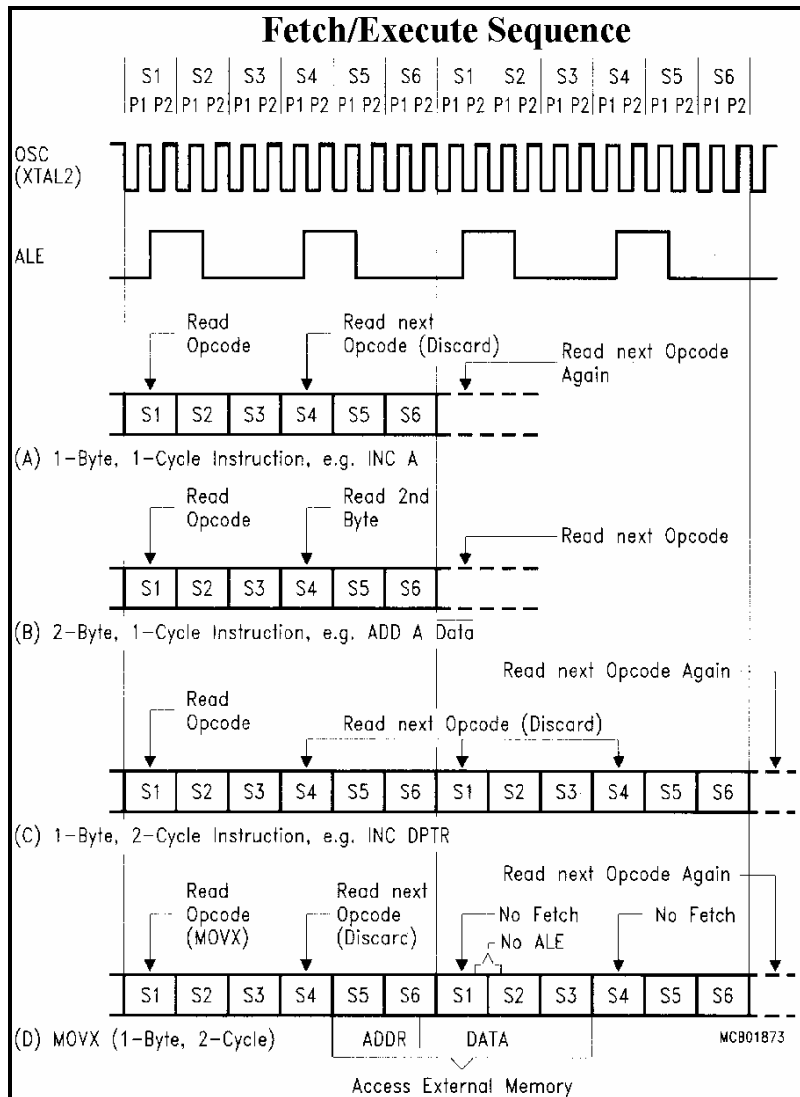 Fetch/Execute Sequence
S1 S2 S3 S4 S5 S6 S1 S2 S3 S4 S5 S6
P1 P2 P1 P2 P1 P2 P1 P2 P1 P2 P1 P2 P1 P2 P1 P2 P1 P2 P1 P2 P1 P2 P1 P2
OSC
(XTAL2)
ALE
Read
Opcode
Read next
Opcode (Discard)
Read next Opcode
Again
S1 S2 S3 S4 S5 S6
(A) 1-Byte, 1-Cycle Instruction, e.g. INC A
Read
Opcode
Read 2nd
Byte
Read next Opcode
S1 S2 S3 S4 S5 S6
(B) 2-Byte, 1-Cycle Instruction, e.g. ADD A Data
Read next Opcode Again
Read
Opcode
Read next Opcode (Discard)
S1 S2 S3 S4 S5 S6 S1 S2 S3 S4 S5 S6
(C) 1-Byte, 2-Cycle Instruction, e.g. INC DPTR
Read next Opcode Again
Read
Opcode
(MOVX)
Read next
Opcode
(Discard)
No Fetch
No ALE
No Fetch
S1 S2 S3 S4 S5 S6 S1 S2 S3 S4 S5 S6
(D) MOVX (1-Byte, 2-Cycle)
ADDR
DATA
MCB01873
Access External Memory